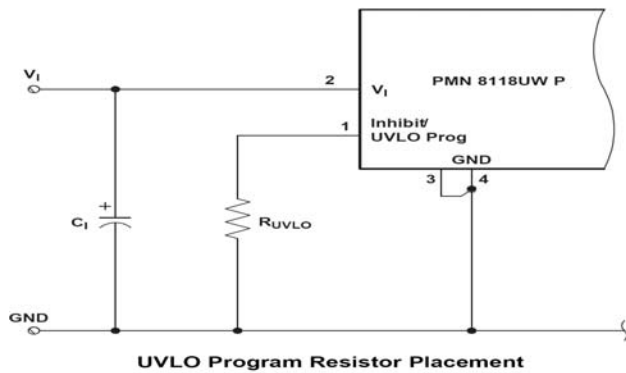 PMN 8118UW P
VI
2
VI
1
Inhibit/
UVLO Prog
GND
3
4
+
CI
RUVLO
GND
UVLO Program Resistor Placement